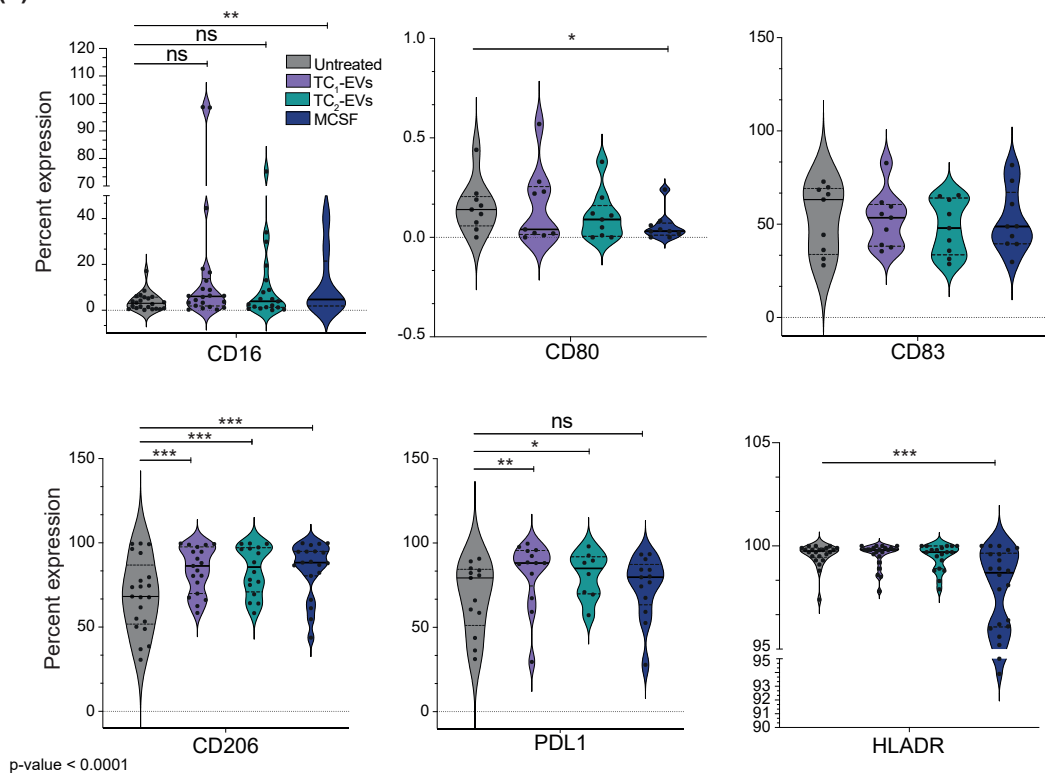 **
ns
ns
120
110
100
90
80
70
40
20
0
Percent expression
Untreated
TC1-EVs
TC2-EVs
MCSF
CD16
*
1.0
0.5
0.0
-0.5
CD80
150
100
50
0
CD83
***
***
***
150
100
50
0
Percent expression
CD206
ns
*
**
150
100
50
0
PDL1
***
105
100
95
95
93
92
91
90
HLADR
p-value < 0.0001